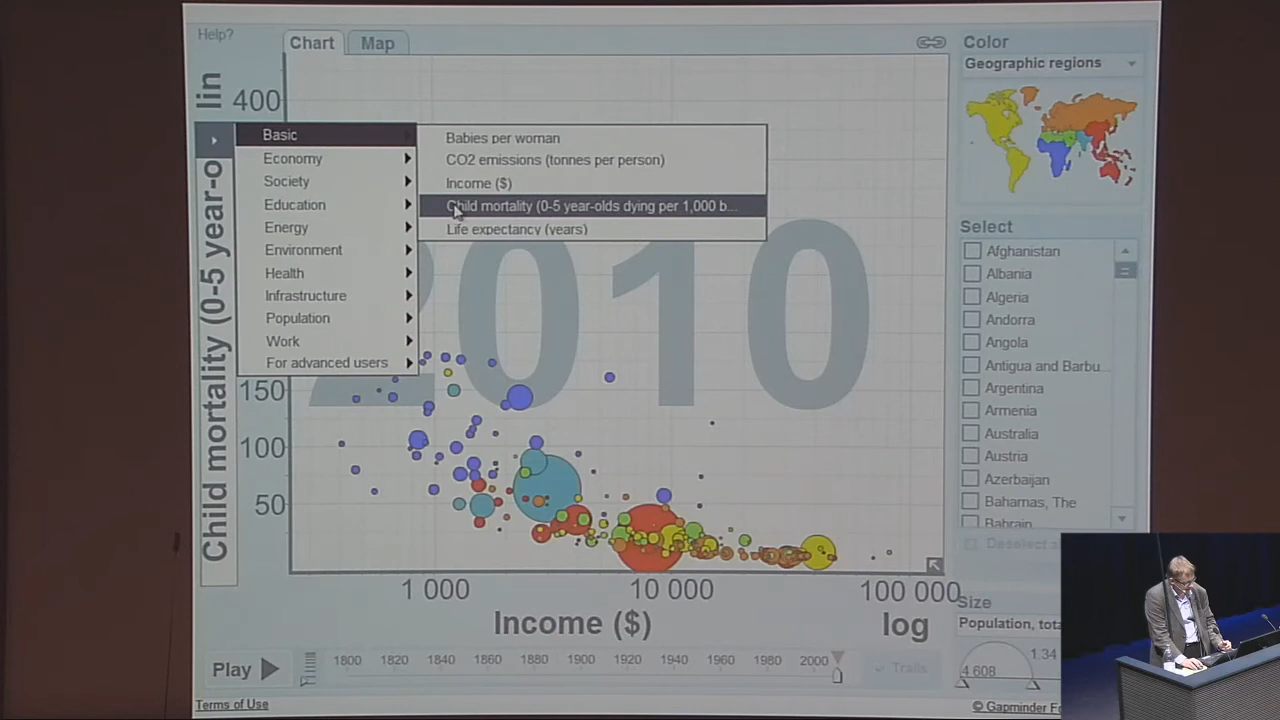 Help?
Chart
Map
Color
Geographic regions
lin
400
Basic
Economy
Society
Education
Energy
Environment
Health
Infrastructure
Population
Work
For advanced users
Babies per woman
CO2 emissions (tonnes per person)
Income ($)
Child mortality (0-5 year-olds dying per 1,000 b...
Life expectancy (years)
Child mortality (0-5 year-o
2010
150
100
50
1 000
10 000
100 000
Income ($)
log
Select
Afghanistan
Albania
Algeria
Andorra
Angola
Antigua and Barbu...
Argentina
Armenia
Australia
Austria
Azerbaijan
Bahamas, The
Bahrain
Deselect
Size
Population, tota
1.34
4 608
Play
1800 1820 1840 1860 1880 1900 1920 1940 1960 1980 2000
Trails
Terms of Use
© Gapminder Fo